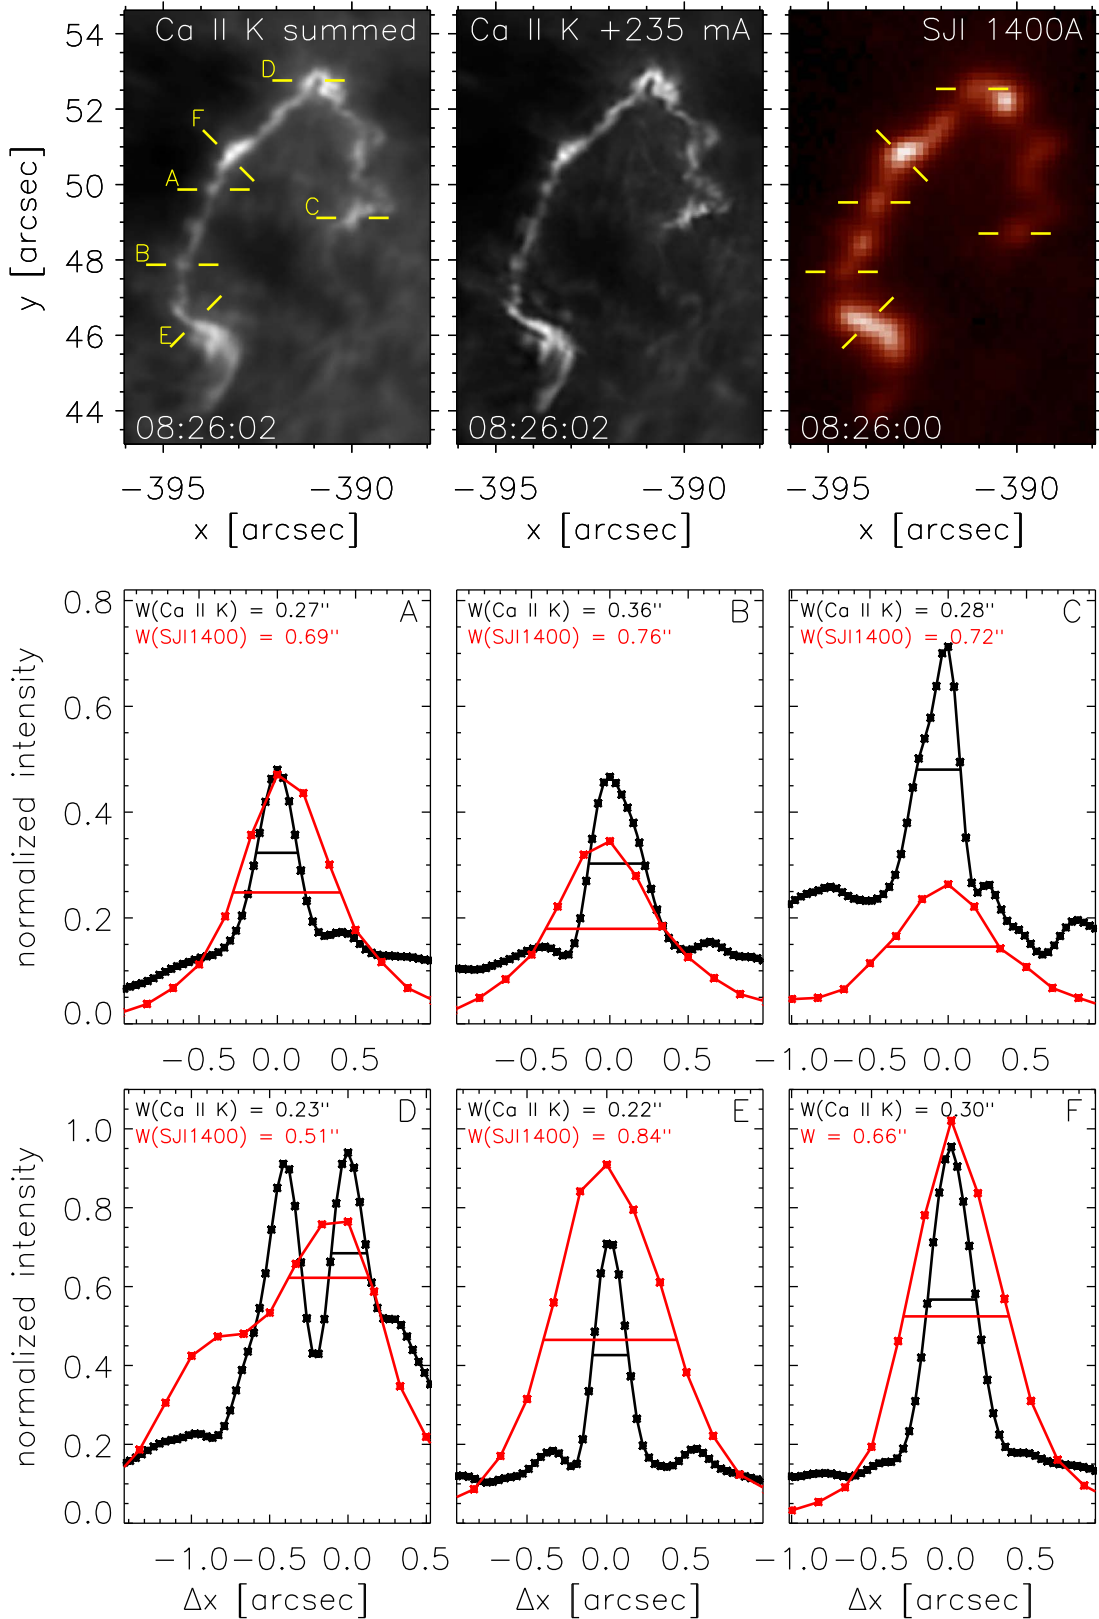 Ca II K summed
Ca II K +235 mA
SJI 1400A
54
52
50
48
46
44
y [arcsec]
D
F
A
C
B
E
08:26:02
08:26:02
08:26:00
−395
−390
−395
−390
−395
−390
x [arcsec]
x [arcsec]
x [arcsec]
W(Ca II K) = 0.27"
W(SJI1400) = 0.69"
A
W(Ca II K) = 0.36"
W(SJI1400) = 0.76"
B
W(Ca II K) = 0.28"
W(SJI1400) = 0.72"
C
0.8
0.6
0.4
0.2
0.0
normalized intensity
−0.5
0.0
0.5
−0.5
0.0
0.5
−1.0
−0.5
0.0
0.5
W(Ca II K) = 0.23"
W(SJI1400) = 0.51"
D
W(Ca II K) = 0.22"
W(SJI1400) = 0.84"
E
W(Ca II K) = 0.30"
W = 0.66"
F
1.0
0.8
0.6
0.4
0.2
0.0
normalized intensity
−1.0
−0.5
0.0
0.5
−0.5
0.0
0.5
−1.0
−0.5
0.0
0.5
Δx [arcsec]
Δx [arcsec]
Δx [arcsec]